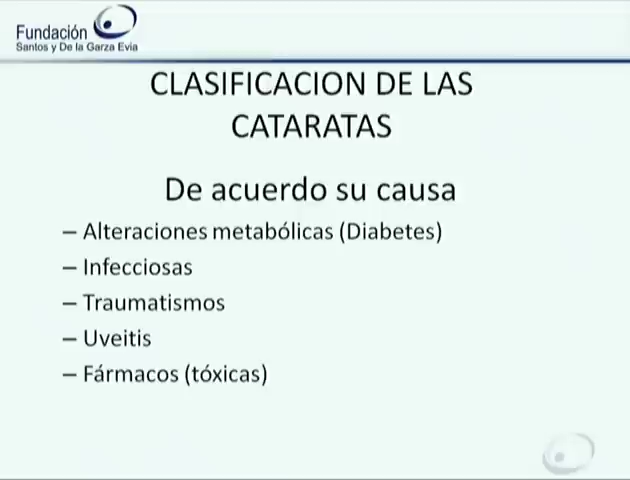 Fundación
Santos y De la Garza Evia
CLASIFICACION DE LAS
CATARATAS
De acuerdo su causa
– Alteraciones metabólicas (Diabetes)
– Infecciosas
– Traumatismos
– Uveitis
– Fármacos (tóxicas)